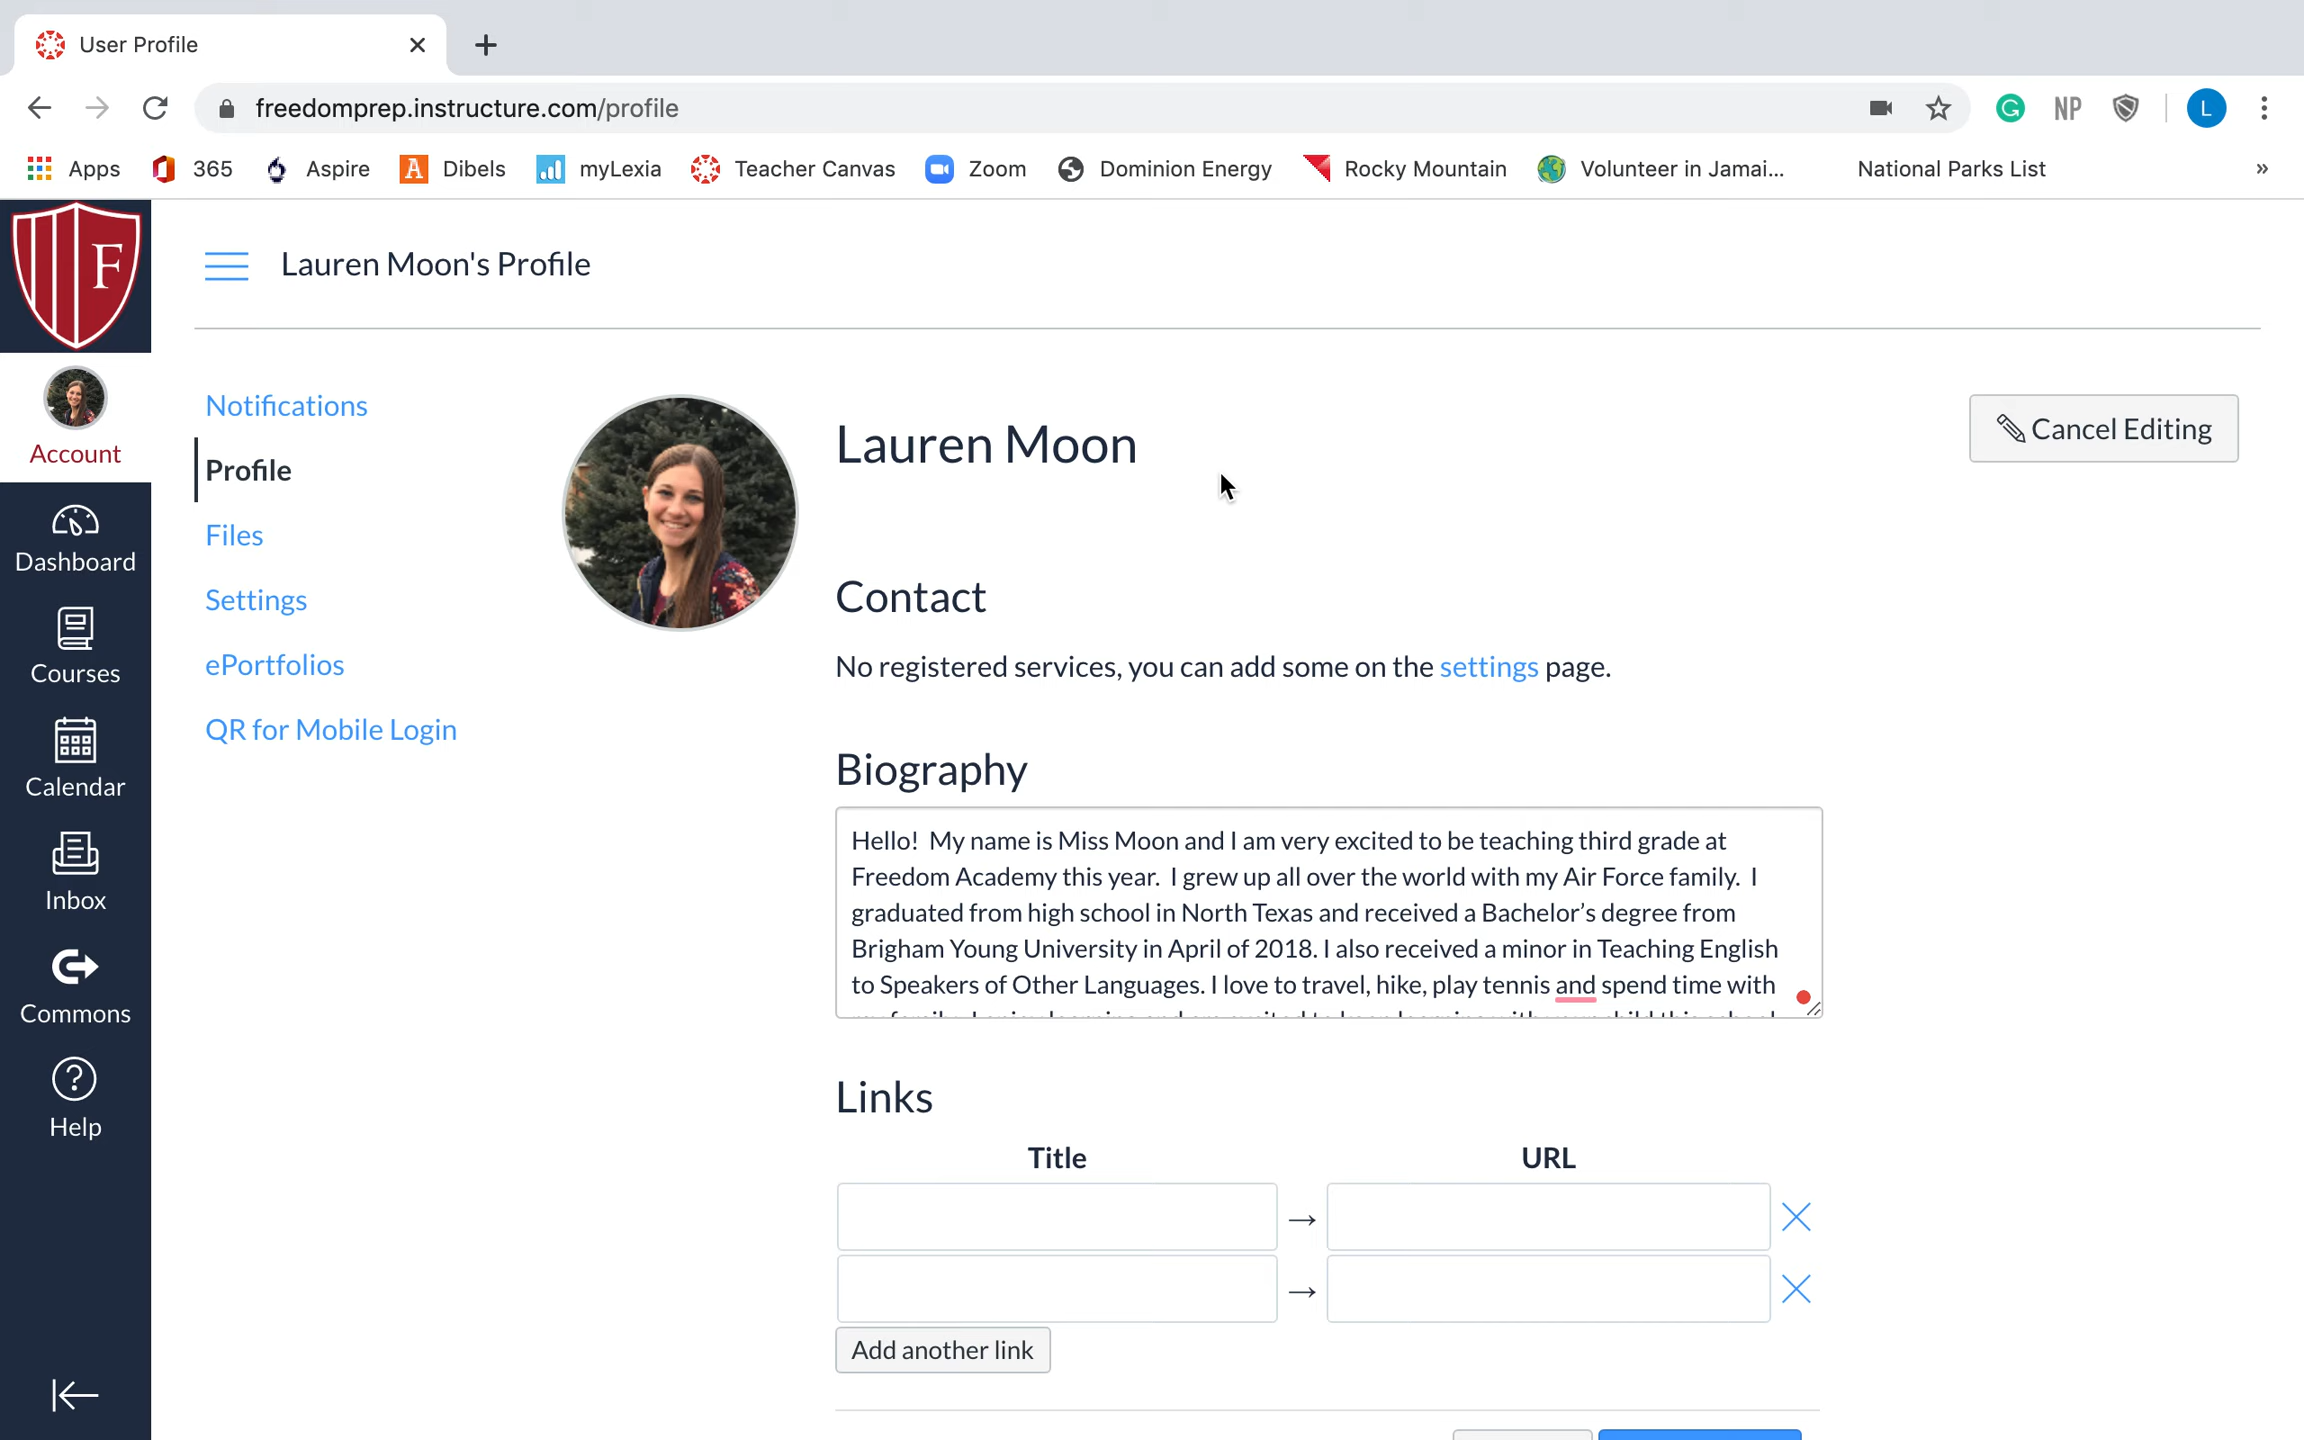 User Profile
freedomprep.instructure.com/profile
G
NP
L
Apps
365
Aspire
A
Dibels
myLexia
Teacher Canvas
Zoom
Dominion Energy
Rocky Mountain
Volunteer in Jamai...
National Parks List
»
F
Lauren Moon's Profile
Account
Dashboard
Courses
Calendar
Inbox
Commons
Help
Notifications
Profile
Files
Settings
ePortfolios
QR for Mobile Login
Lauren Moon
Cancel Editing
Contact
No registered services, you can add some on the settings page.
Biography
Hello!  My name is Miss Moon and I am very excited to be teaching third grade at
Freedom Academy this year.  I grew up all over the world with my Air Force family.  I
graduated from high school in North Texas and received a Bachelor’s degree from
Brigham Young University in April of 2018. I also received a minor in Teaching English
to Speakers of Other Languages. I love to travel, hike, play tennis and spend time with
Links
Title
URL
→
→
Add another link